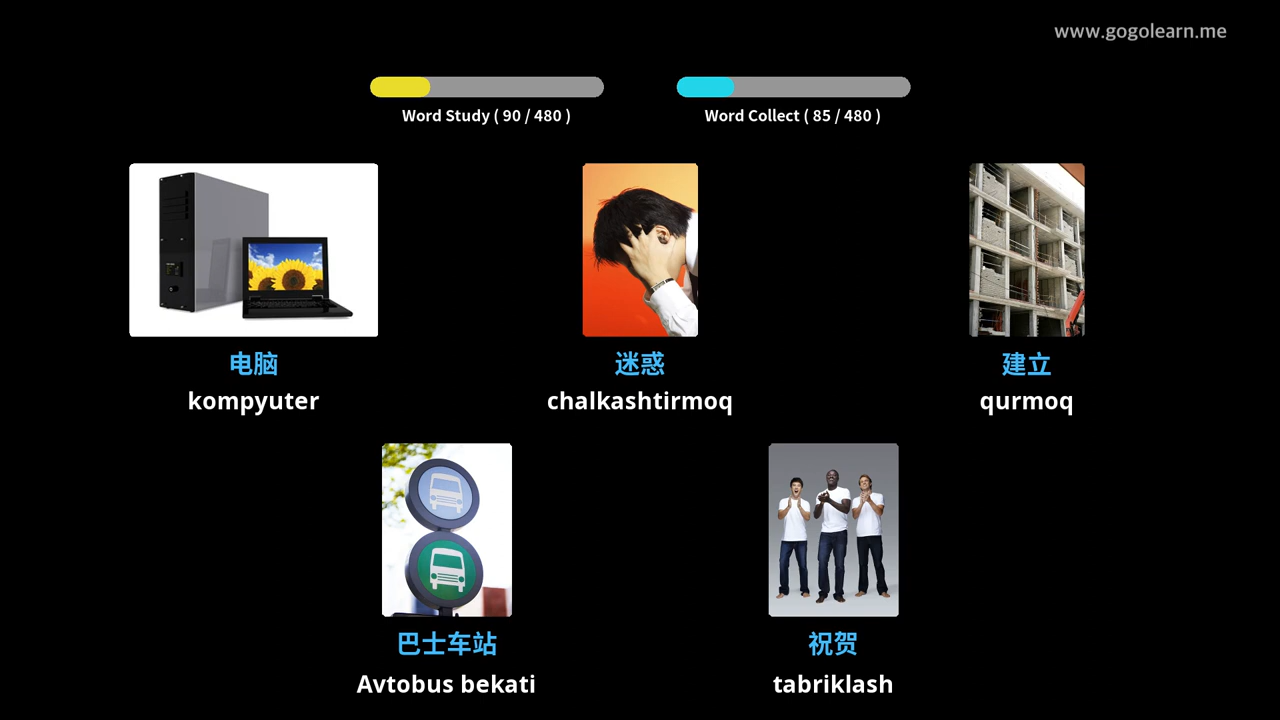 www.gogolearn.me
Word Study ( 90 / 480 )
Word Collect ( 85 / 480 )
电脑
迷惑
建立
kompyuter
chalkashtirmoq
qurmoq
巴士车站
祝贺
Avtobus bekati
tabriklash